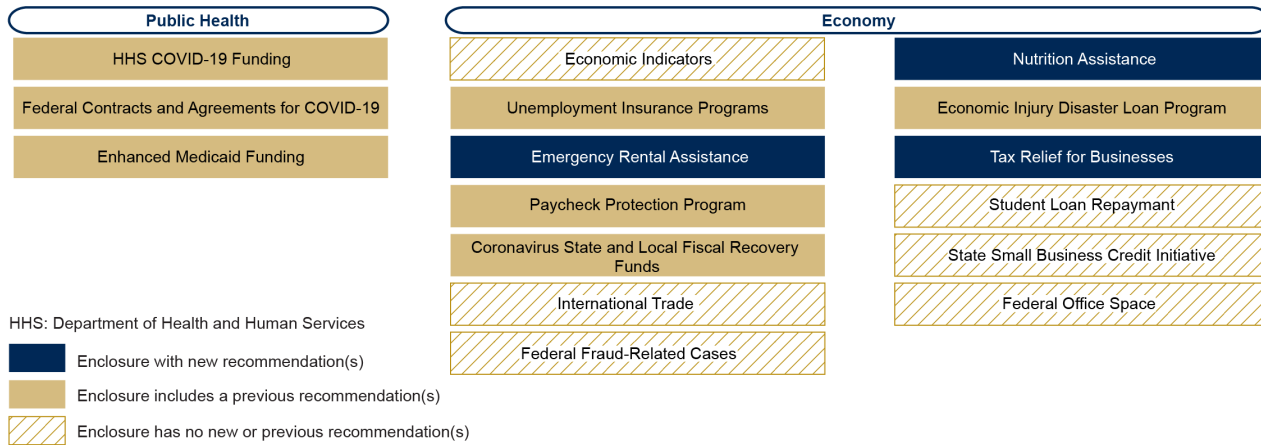 Public Health
HHS COVID-19 Funding
Federal Contracts and Agreements for COVID-19
Enhanced Medicaid Funding
Economy
Economic Indicators
Unemployment Insurance Programs
Emergency Rental Assistance
Paycheck Protection Program
Coronavirus State and Local Fiscal Recovery
Funds
International Trade
Federal Fraud-Related Cases
Nutrition Assistance
Economic Injury Disaster Loan Program
Tax Relief for Businesses
Student Loan Repaymant
State Small Business Credit Initiative
Federal Office Space
HHS: Department of Health and Human Services
Enclosure with new recommendation(s)
Enclosure includes a previous recommendation(s)
Enclosure has no new or previous recommendation(s)